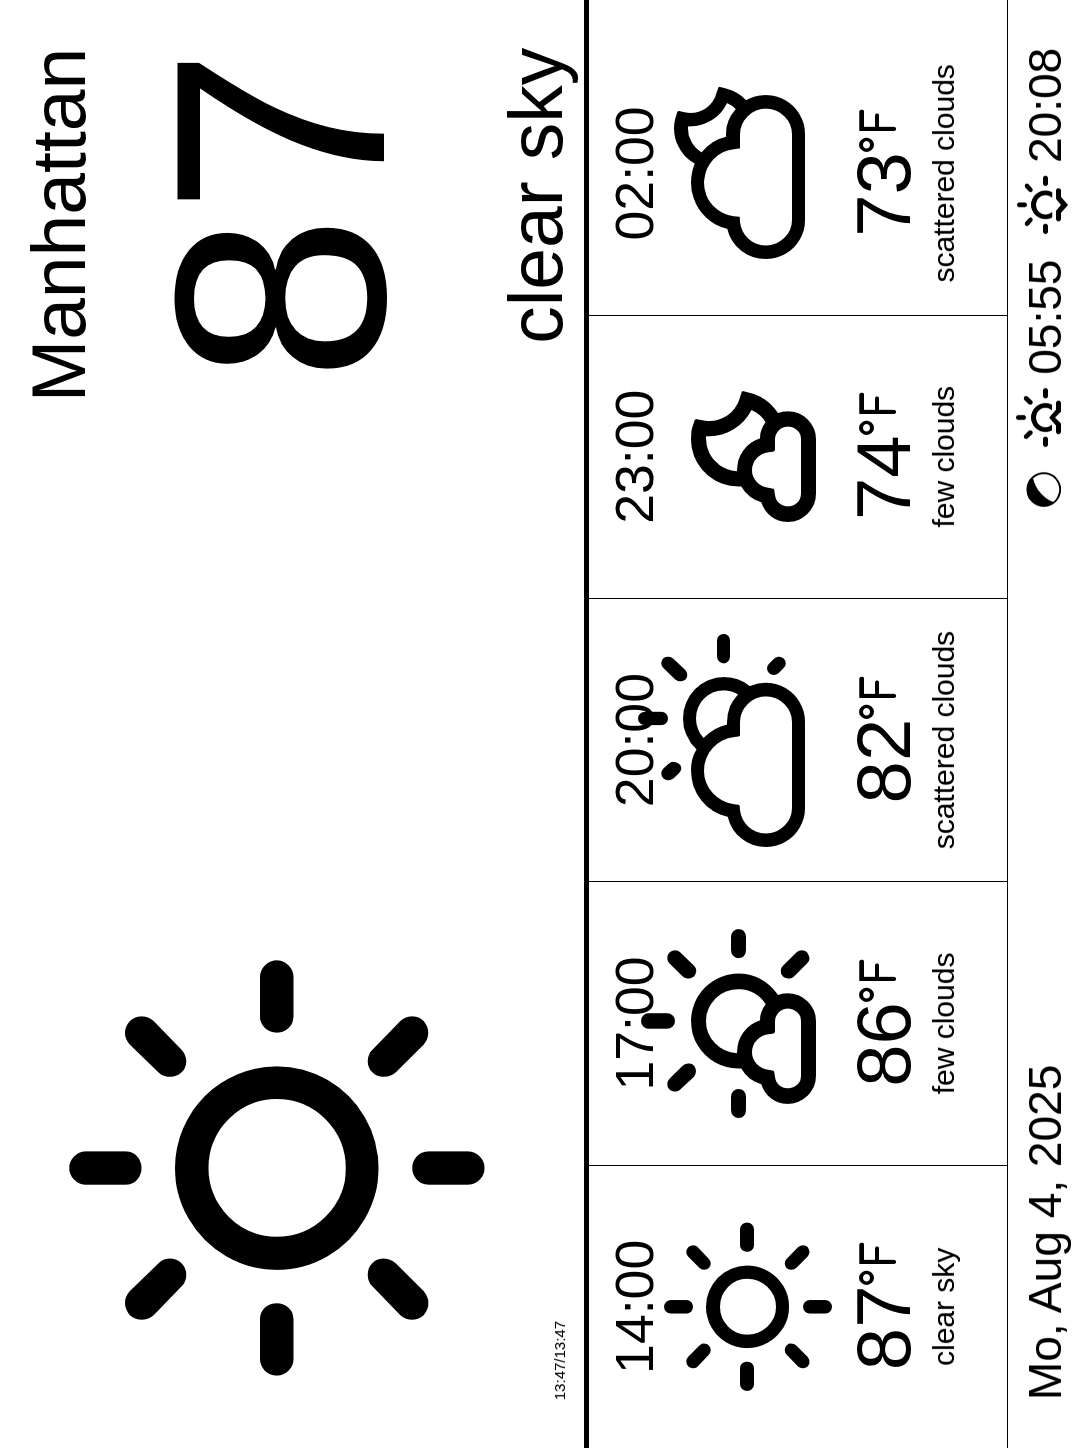 Manhattan
87
clear sky
13:47/13:47
14:00
87°F
clear sky
17:00
86°F
few clouds
20:00
82°F
scattered clouds
23:00
74°F
few clouds
02:00
73°F
scattered clouds
Mo, Aug 4, 2025
05:55 20:08